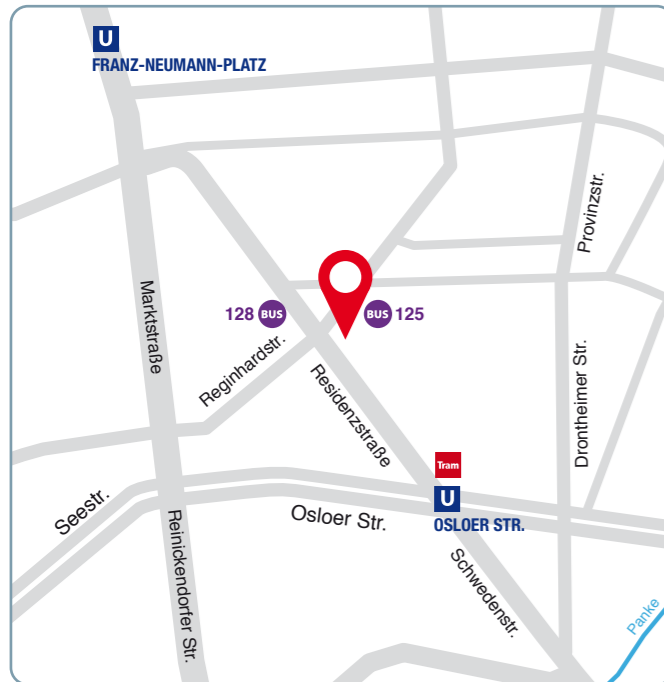 U
FRANZ-NEUMANN-PLATZ
Provinzstr.
Marktstraße
128 BUS
BUS 125
Reginhardstr.
Residenzstraße
Drontheimer Str.
Tram
U
OSLOER STR.
Seestr.
Osloer Str.
Reinickendorfer Str.
Schwedenstr.
Panke